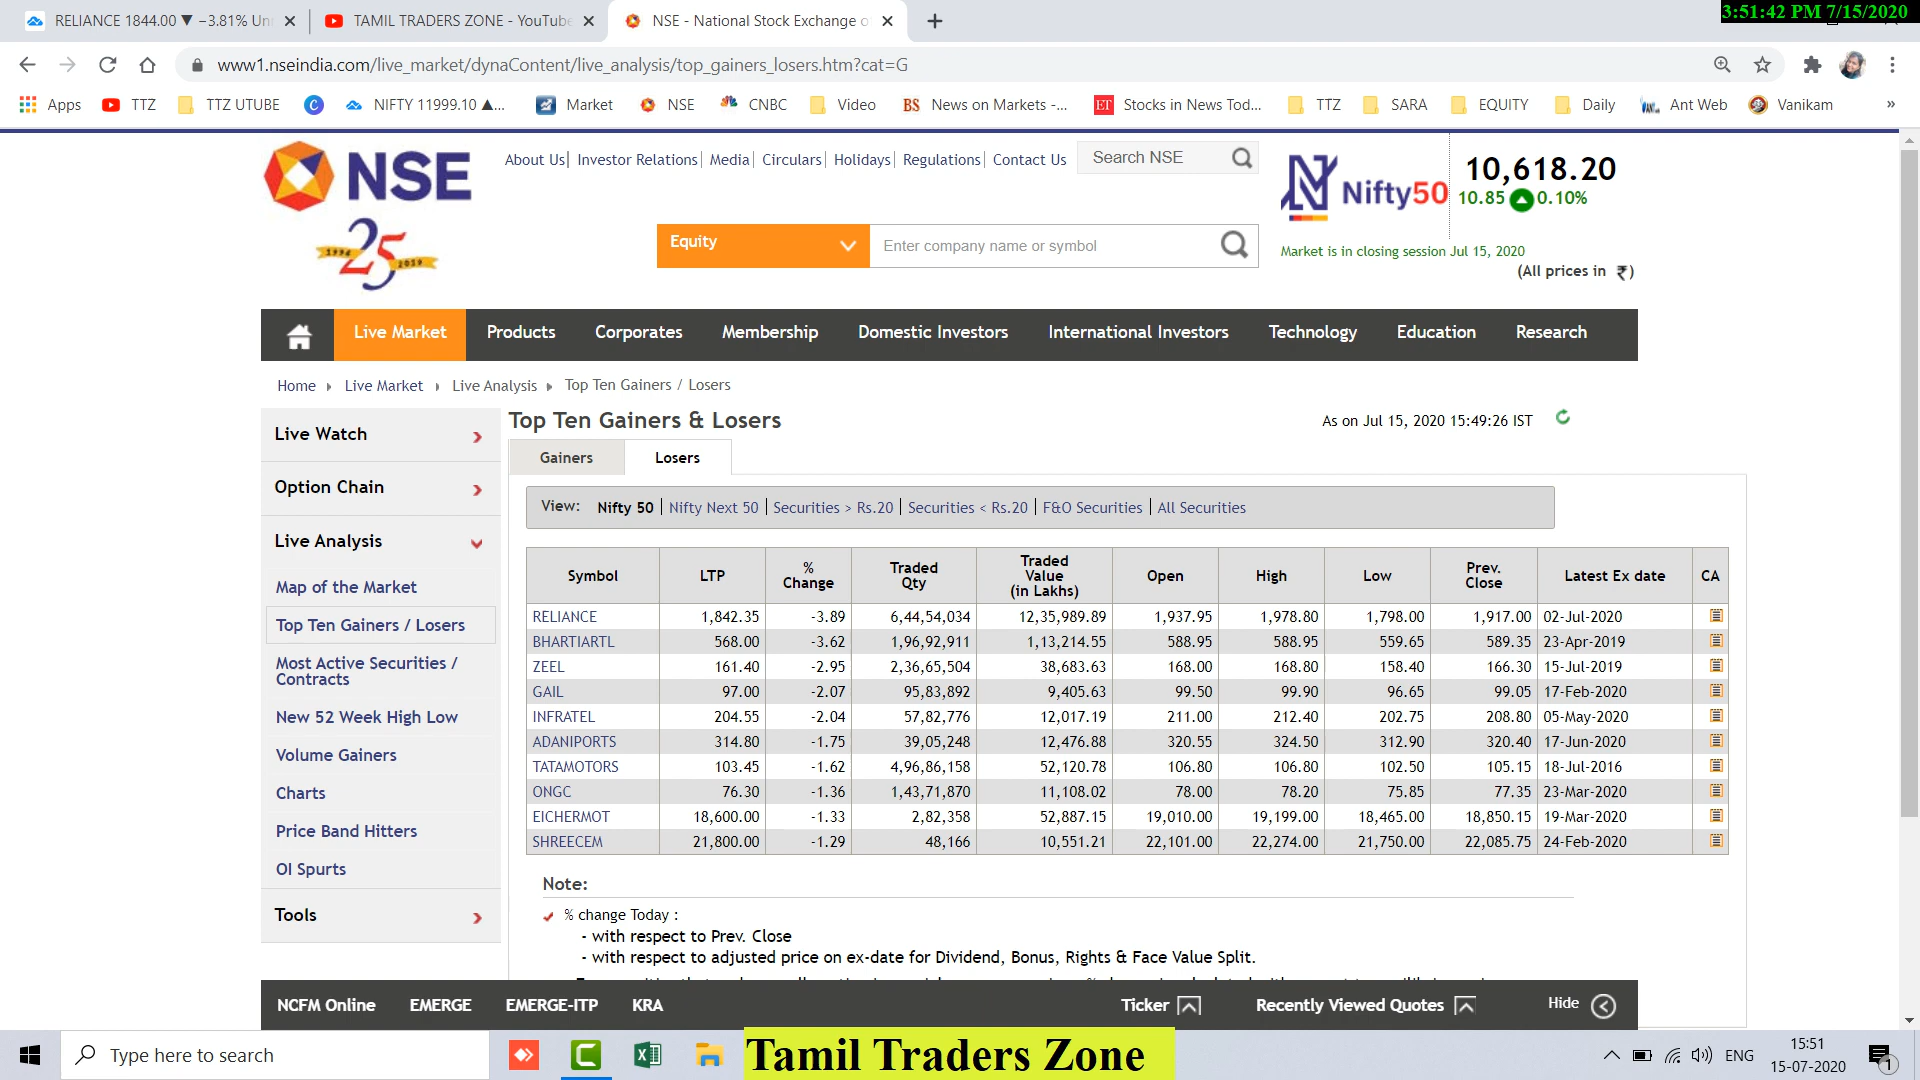 3:51:42 PM 7/15/2020
RELIANCE 1844.00 ▼ −3.81% Un
TAMIL TRADERS ZONE - YouTube
NSE - National Stock Exchange o
www1.nseindia.com/live_market/dynaContent/live_analysis/top_gainers_losers.htm?cat=G
Apps TTZ TTZ UTUBE NIFTY 11999.10 ▲... Market NSE CNBC Video BS News on Markets -... ET Stocks in News Tod... TTZ SARA EQUITY Daily Ant Web Vanikam »
NSE
25
1994 2019
About Us| Investor Relations| Media| Circulars| Holidays| Regulations| Contact Us
Search NSE
Equity
Enter company name or symbol
Nifty50
10,618.20
10.85 0.10%
Market is in closing session Jul 15, 2020
(All prices in ₹)
Live Market Products Corporates Membership Domestic Investors International Investors Technology Education Research
Home Live Market Live Analysis Top Ten Gainers / Losers
Live Watch
Option Chain
Live Analysis
Map of the Market
Top Ten Gainers / Losers
Most Active Securities /
Contracts
New 52 Week High Low
Volume Gainers
Charts
Price Band Hitters
OI Spurts
Tools
Top Ten Gainers & Losers
As on Jul 15, 2020 15:49:26 IST
Gainers Losers
View: Nifty 50 | Nifty Next 50 | Securities > Rs.20 | Securities < Rs.20 | F&O Securities | All Securities
Symbol LTP % Change Traded Qty Traded Value (in Lakhs) Open High Low Prev. Close Latest Ex date CA
RELIANCE 1,842.35 -3.89 6,44,54,034 12,35,989.89 1,937.95 1,978.80 1,798.00 1,917.00 02-Jul-2020
BHARTIARTL 568.00 -3.62 1,96,92,911 1,13,214.55 588.95 588.95 559.65 589.35 23-Apr-2019
ZEEL 161.40 -2.95 2,36,65,504 38,683.63 168.00 168.80 158.40 166.30 15-Jul-2019
GAIL 97.00 -2.07 95,83,892 9,405.63 99.50 99.90 96.65 99.05 17-Feb-2020
INFRATEL 204.55 -2.04 57,82,776 12,017.19 211.00 212.40 202.75 208.80 05-May-2020
ADANIPORTS 314.80 -1.75 39,05,248 12,476.88 320.55 324.50 312.90 320.40 17-Jun-2020
TATAMOTORS 103.45 -1.62 4,96,86,158 52,120.78 106.80 106.80 102.50 105.15 18-Jul-2016
ONGC 76.30 -1.36 1,43,71,870 11,108.02 78.00 78.20 75.85 77.35 23-Mar-2020
EICHERMOT 18,600.00 -1.33 2,82,358 52,887.15 19,010.00 19,199.00 18,465.00 18,850.15 19-Mar-2020
SHREECEM 21,800.00 -1.29 48,166 10,551.21 22,101.00 22,274.00 21,750.00 22,085.75 24-Feb-2020
Note:
% change Today :
- with respect to Prev. Close
- with respect to adjusted price on ex-date for Dividend, Bonus, Rights & Face Value Split.
NCFM Online EMERGE EMERGE-ITP KRA Ticker Recently Viewed Quotes Hide
Type here to search
Tamil Traders Zone
ENG
15:51
15-07-2020
1